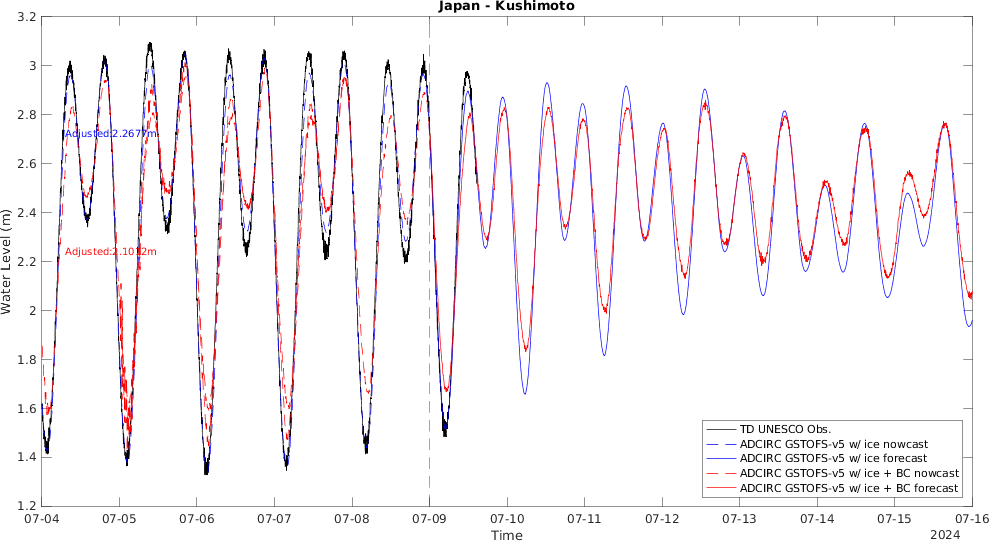 Japan - Kushimoto
3.2
3
2.8
2.6
2.4
2.2
2
1.8
1.6
1.4
1.2
Water Level (m)
Adjusted:2.2677m
Adjusted:2.1012m
TD UNESCO Obs.
ADCIRC GSTOFS-v5 w/ ice nowcast
ADCIRC GSTOFS-v5 w/ ice forecast
ADCIRC GSTOFS-v5 w/ ice + BC nowcast
ADCIRC GSTOFS-v5 w/ ice + BC forecast
07-04 07-05 07-06 07-07 07-08 07-09 07-10 07-11 07-12 07-13 07-14 07-15 07-16
Time
2024